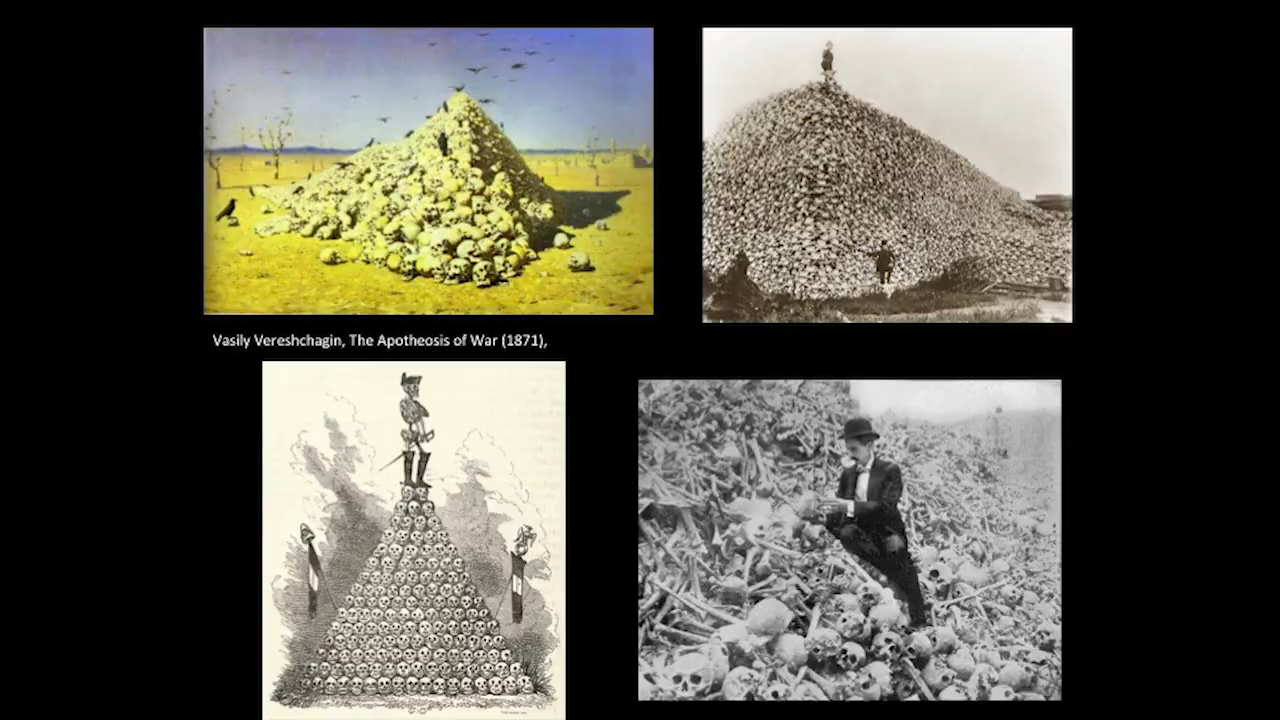 Vasily Vereshchagin, The Apotheosis of War (1871),